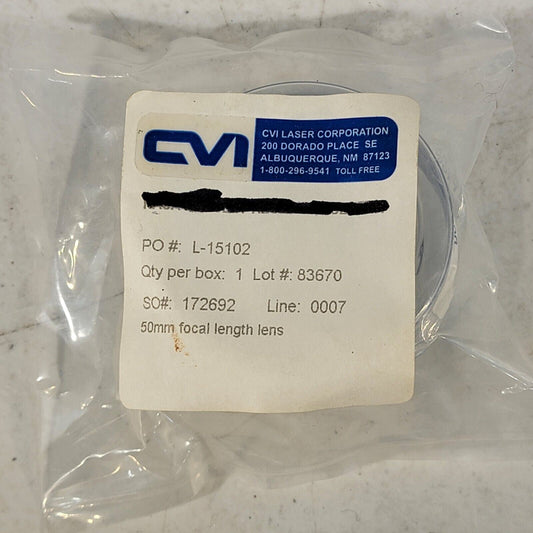 CVI
CVI LASER CORPORATION
200 DORADO PLACE SE
ALBUQUERQUE, NM 87123
1-800-296-9541 TOLL FREE
PO #: L-15102
Qty per box: 1 Lot #: 83670
SO#: 172692 Line: 0007
50mm focal length lens